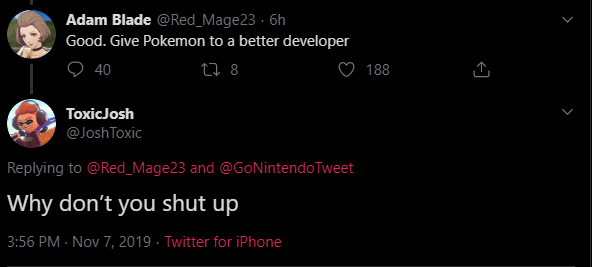 Adam Blade @Red_Mage23 · 6h
Good. Give Pokemon to a better developer
40 8 188
ToxicJosh
@JoshToxic
Replying to @Red_Mage23 and @GoNintendoTweet
Why don’t you shut up
3:56 PM · Nov 7, 2019 · Twitter for iPhone